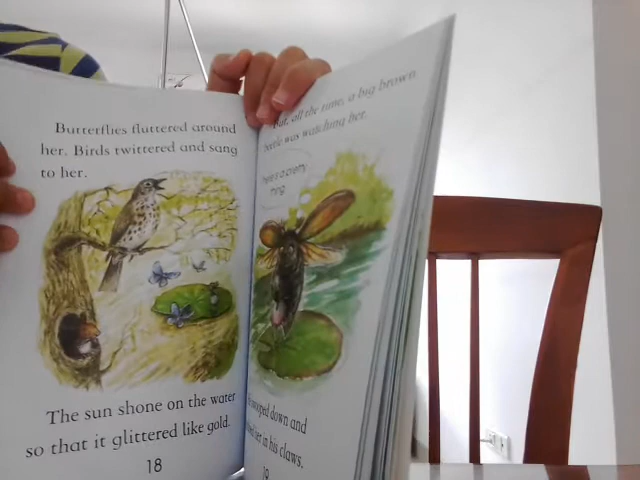 Butterflies fluttered around
her. Birds twittered and sang
to her.
The sun shone on the water
so that it glittered like gold.
18
But, all the time, a big brown
beetle was watching her.
She's a pretty
thing.
swooped down and
her in his claws.
19